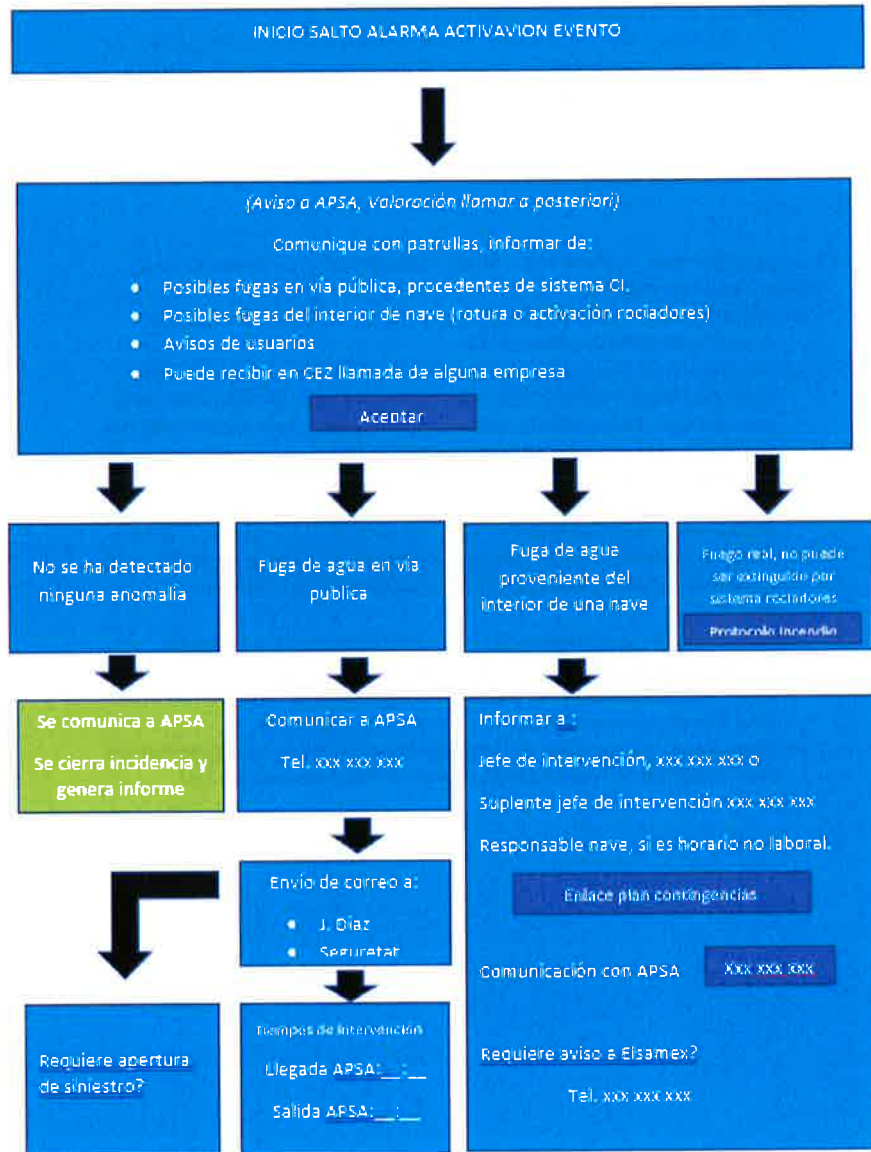 INICIO SALTO ALARMA ACTIVAVION EVENTO
(Aviso a APSA, Valoración llamar a posteriori)
Comunique con patrullas, informar de:
• Posibles fugas en vía pública, procedentes de sistema CI.
• Posibles fugas del interior de nave (rotura o activación rociadores)
• Avisos de usuarios
• Puede recibir en CEZ llamada de alguna empresa
Aceptar
No se ha detectado
ninguna anomalía
Fuga de agua en vía
publica
Fuga de agua
proveniente del
interior de una nave
Fuego real, no puede
ser extinguido por
sistema rociadores
Protocolo Incendio
Se comunica a APSA
Se cierra incidencia y
genera informe
Comunicar a APSA
Tel. xxx xxx xxx
Envío de correo a:
• J. Díaz
• Seguretat
Requiere apertura
de siniestro?
Tiempos de intervención
Llegada APSA:__:__
Salida APSA:__:__
Informar a :
Jefe de intervención, xxx xxx xxx o
Suplente jefe de intervención xxx xxx xxx
Responsable nave, si es horario no laboral.
Enlace plan contingencias
Comunicación con APSA xxx xxx xxx
Requiere aviso a Elsamex?
Tel. xxx xxx xxx